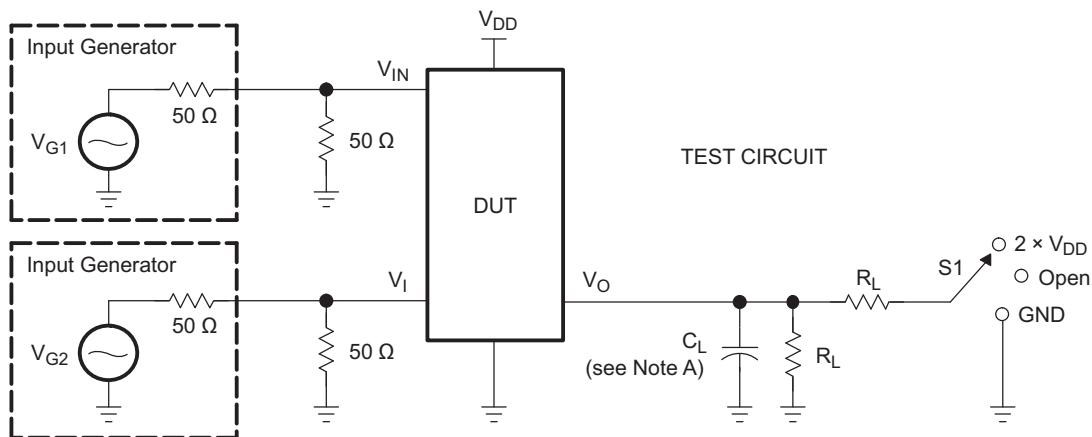 V_DD
Input Generator
V_IN
50 Ω
50 Ω
V_G1
TEST CIRCUIT
DUT
Input Generator
2 × V_DD
S1
Open
V_I
V_O
R_L
50 Ω
GND
50 Ω
V_G2
C_L
(see Note A)
R_L